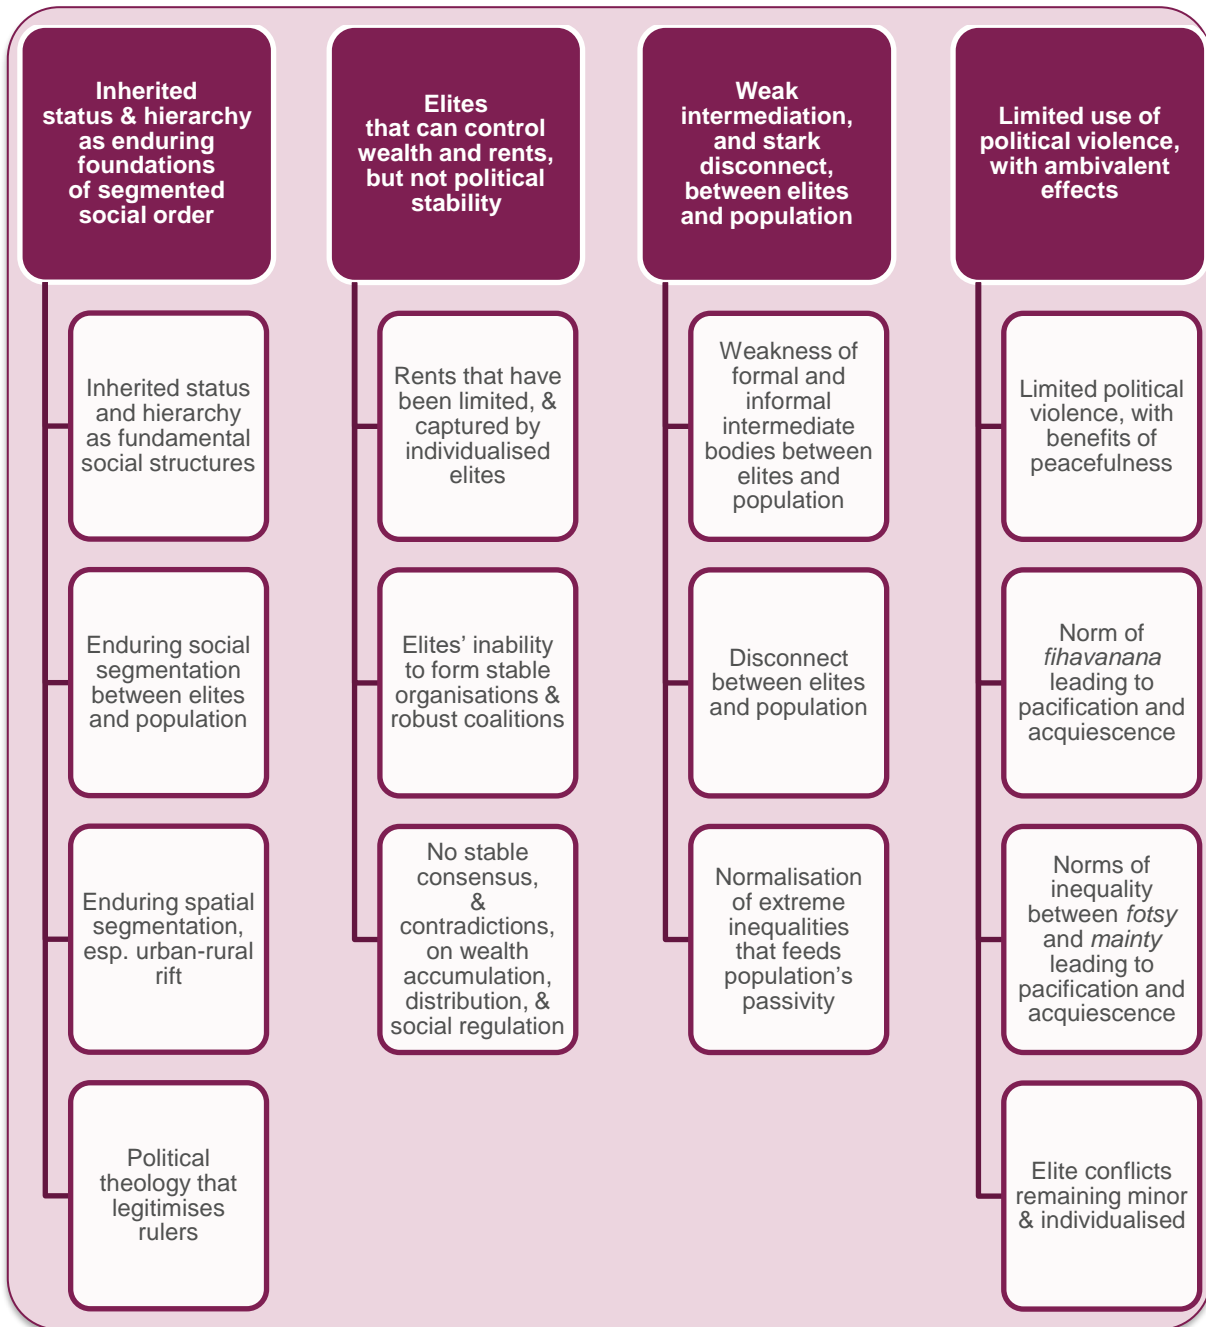 Inherited
status & hierarchy
as enduring
foundations
of segmented
social order
Inherited status
and hierarchy
as fundamental
social structures
Enduring social
segmentation
between elites
and population
Enduring spatial
segmentation,
esp. urban-rural
rift
Political
theology that
legitimises
rulers
Elites
that can control
wealth and rents,
but not political
stability
Rents that have
been limited, &
captured by
individualised
elites
Elites’ inability
to form stable
organisations &
robust coalitions
No stable
consensus,
&
contradictions,
on wealth
accumulation,
distribution, &
social regulation
Weak
intermediation,
and stark
disconnect,
between elites
and population
Weakness of
formal and
informal
intermediate
bodies between
elites and
population
Disconnect
between elites
and population
Normalisation
of extreme
inequalities
that feeds
population’s
passivity
Limited use of
political violence,
with ambivalent
effects
Limited political
violence, with
benefits of
peacefulness
Norm of
fihavanana
leading to
pacification and
acquiescence
Norms of
inequality
between fotsy
and mainty
leading to
pacification and
acquiescence
Elite conflicts
remaining minor
& individualised